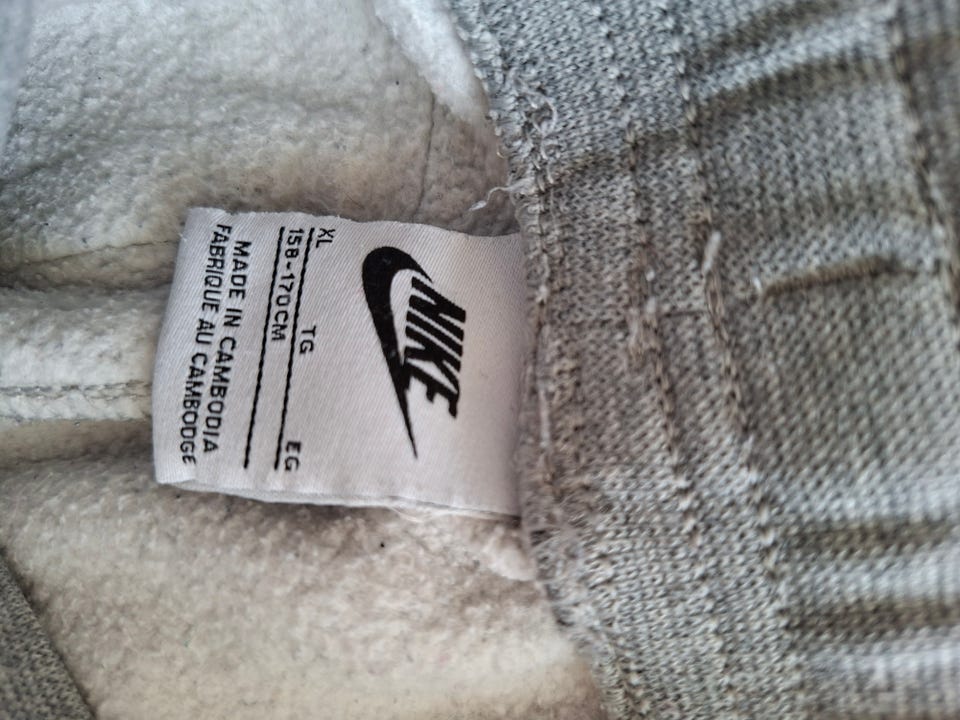 NIKE
XL TG EG
158-170CM
MADE IN CAMBODIA
FABRIQUE AU CAMBODGE